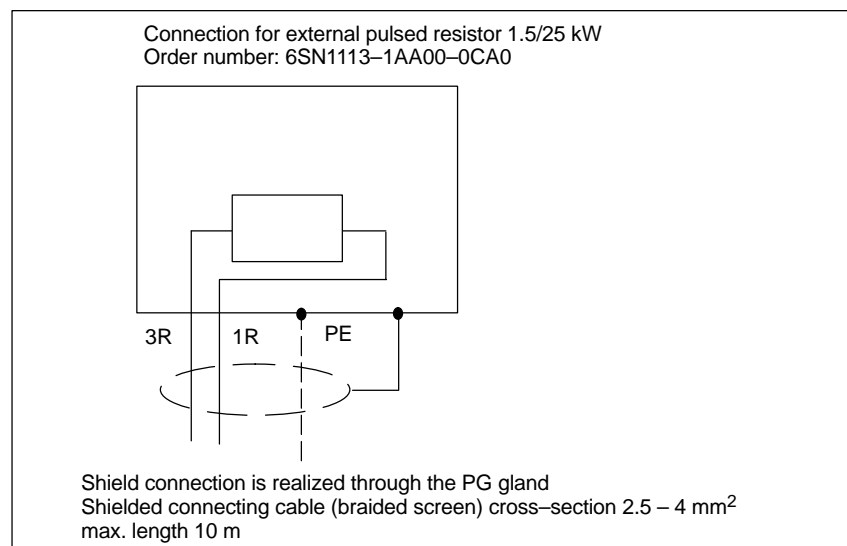 Connection for external pulsed resistor 1.5/25 kW
Order number: 6SN1113–1AA00–0CA0
3R 1R PE
Shield connection is realized through the PG gland
Shielded connecting cable (braided screen) cross–section 2.5 – 4 mm²
max. length 10 m